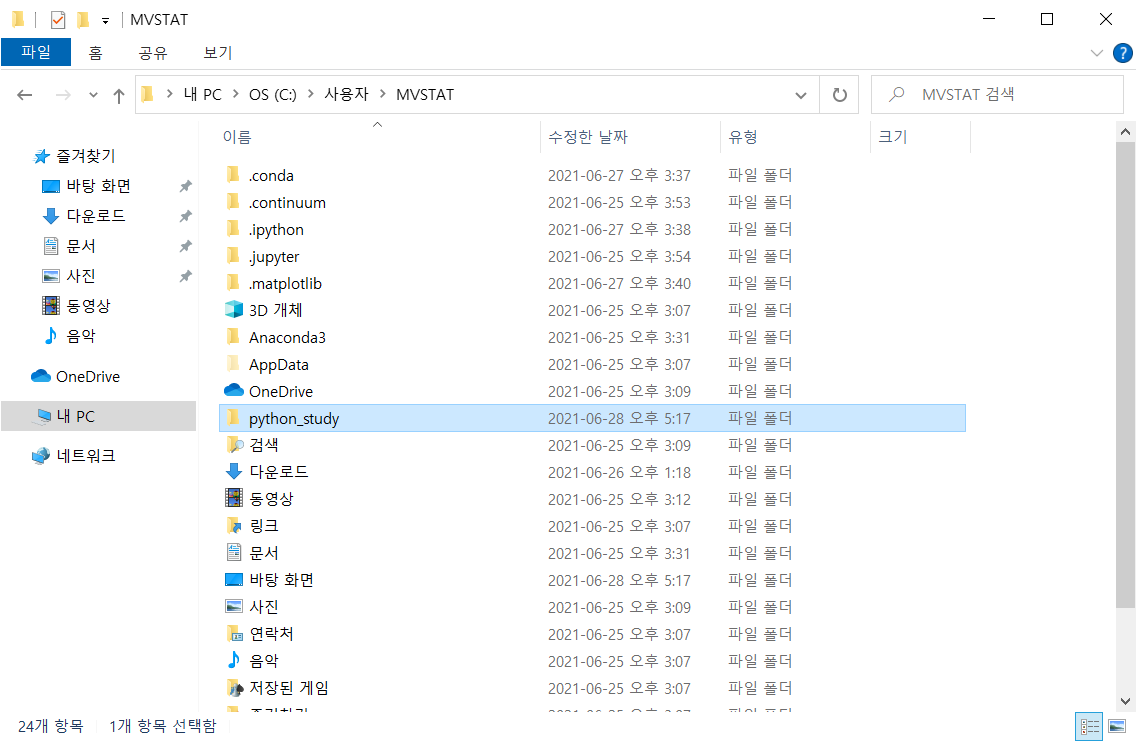 MVSTAT
파일 홈 공유 보기
내 PC OS (C:) 사용자 MVSTAT MVSTAT 검색
이름 수정한 날짜 유형 크기
즐겨찾기
바탕 화면
다운로드
문서
사진
동영상
음악
OneDrive
내 PC
네트워크
.conda 2021-06-27 오후 3:37 파일 폴더
.continuum 2021-06-25 오후 3:53 파일 폴더
.ipython 2021-06-27 오후 3:38 파일 폴더
.jupyter 2021-06-25 오후 3:54 파일 폴더
.matplotlib 2021-06-27 오후 3:40 파일 폴더
3D 개체 2021-06-25 오후 3:07 파일 폴더
Anaconda3 2021-06-25 오후 3:31 파일 폴더
AppData 2021-06-25 오후 3:07 파일 폴더
OneDrive 2021-06-25 오후 3:09 파일 폴더
python_study 2021-06-28 오후 5:17 파일 폴더
검색 2021-06-25 오후 3:09 파일 폴더
다운로드 2021-06-26 오후 1:18 파일 폴더
동영상 2021-06-25 오후 3:12 파일 폴더
링크 2021-06-25 오후 3:07 파일 폴더
문서 2021-06-25 오후 3:31 파일 폴더
바탕 화면 2021-06-28 오후 5:17 파일 폴더
사진 2021-06-25 오후 3:09 파일 폴더
연락처 2021-06-25 오후 3:07 파일 폴더
음악 2021-06-25 오후 3:07 파일 폴더
저장된 게임 2021-06-25 오후 3:07 파일 폴더
24개 항목 1개 항목 선택함